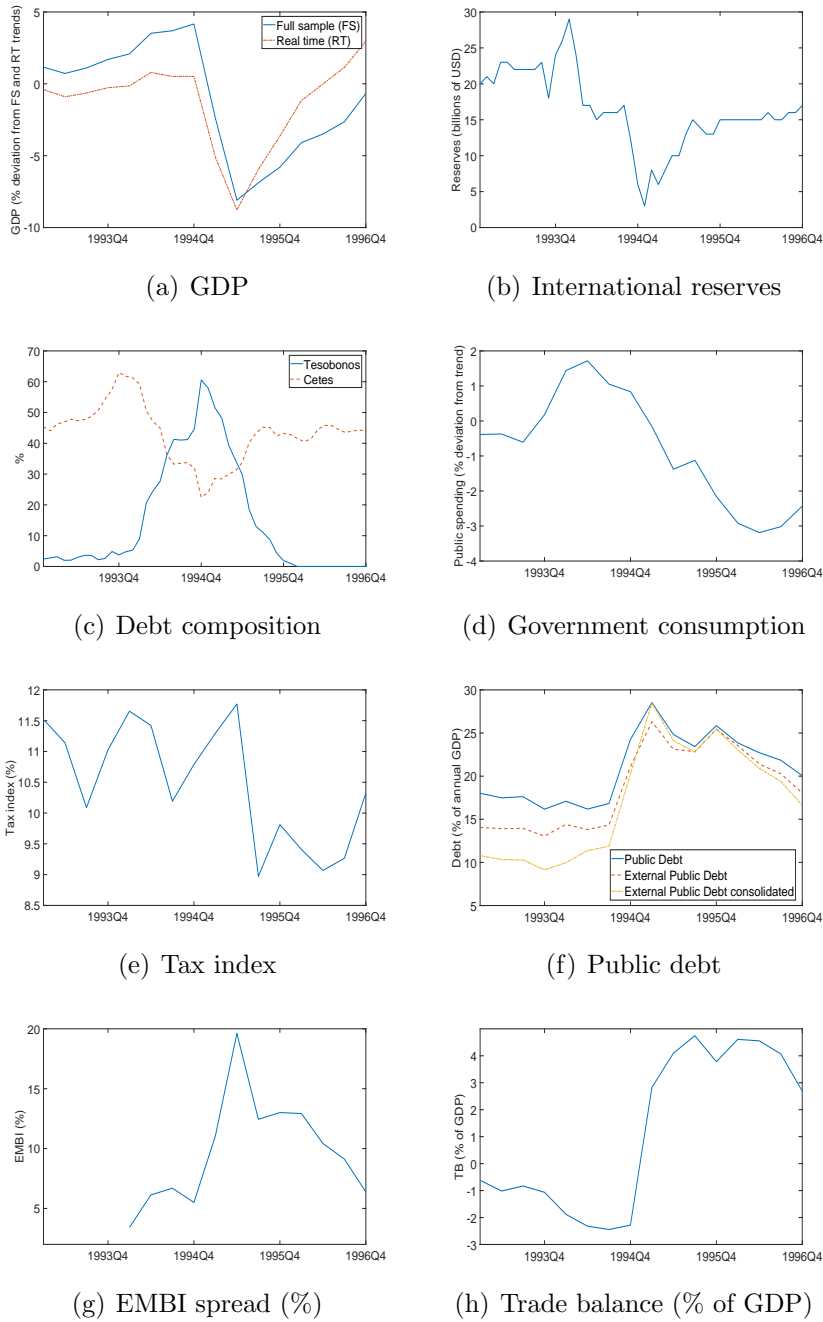 GDP (% deviation from FS and RT trends)
5
0
-5
-10
Full sample (FS)
Real time (RT)
1993Q4 1994Q4 1995Q4 1996Q4
(a) GDP
Reserves (billions of USD)
30
25
20
15
10
5
0
1993Q4 1994Q4 1995Q4 1996Q4
(b) International reserves
%
70
60
50
40
30
20
10
0
Tesobonos
Cetes
1993Q4 1994Q4 1995Q4 1996Q4
(c) Debt composition
Public spending (% deviation from trend)
2
1
0
-1
-2
-3
-4
1993Q4 1994Q4 1995Q4 1996Q4
(d) Government consumption
Tax index (%)
12
11.5
11
10.5
10
9.5
9
8.5
1993Q4 1994Q4 1995Q4 1996Q4
(e) Tax index
Debt (% of annual GDP)
30
25
20
15
10
5
Public Debt
External Public Debt
External Public Debt consolidated
1993Q4 1994Q4 1995Q4 1996Q4
(f) Public debt
EMBI (%)
20
15
10
5
1993Q4 1994Q4 1995Q4 1996Q4
(g) EMBI spread (%)
TB (% of GDP)
4
3
2
1
0
-1
-2
-3
1993Q4 1994Q4 1995Q4 1996Q4
(h) Trade balance (% of GDP)